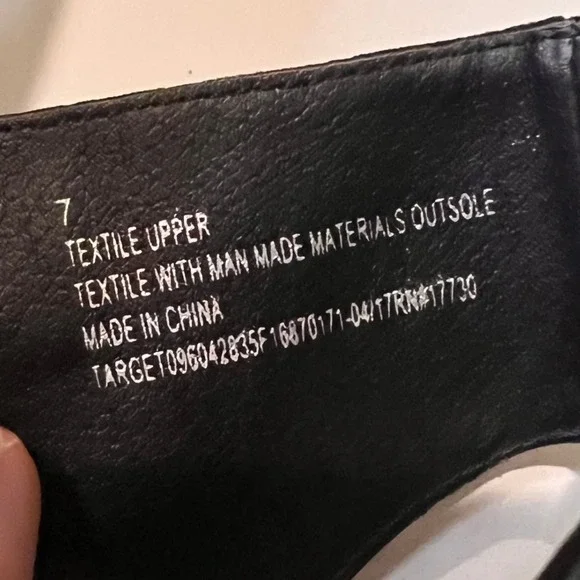 7
TEXTILE UPPER
TEXTILE WITH MAN MADE MATERIALS OUTSOLE
MADE IN CHINA
TARGET096042835F16870171-04/17RN#17730